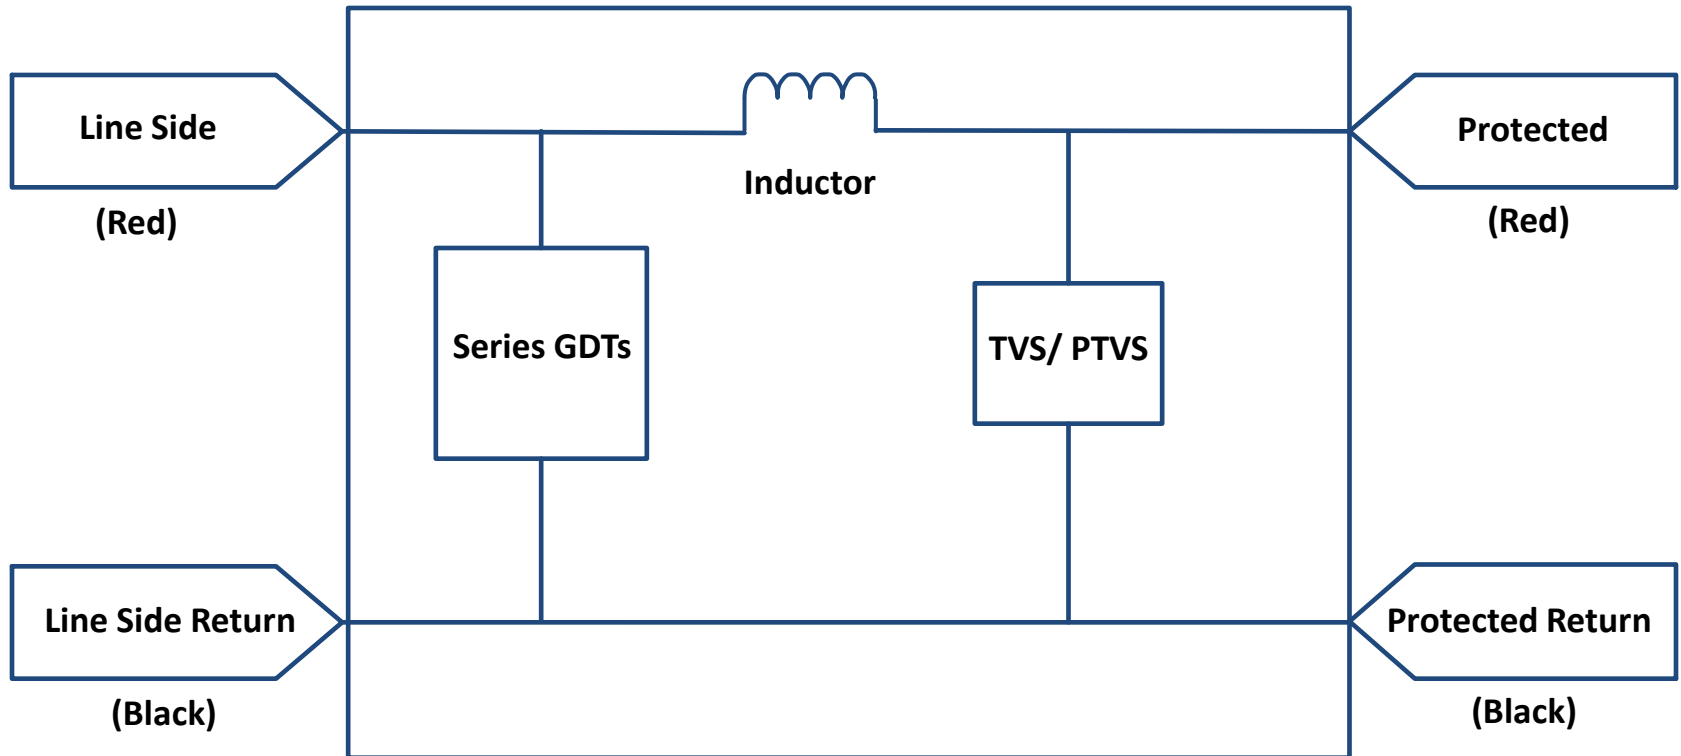 Line Side
(Red)
Inductor
Protected
(Red)
Series GDTs
TVS/ PTVS
Line Side Return
(Black)
Protected Return
(Black)